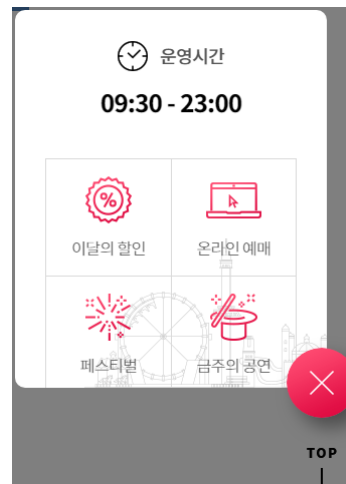 운영시간
09:30 - 23:00
%
이달의 할인
온라인 예매
페스티벌
금주의 공연
TOP